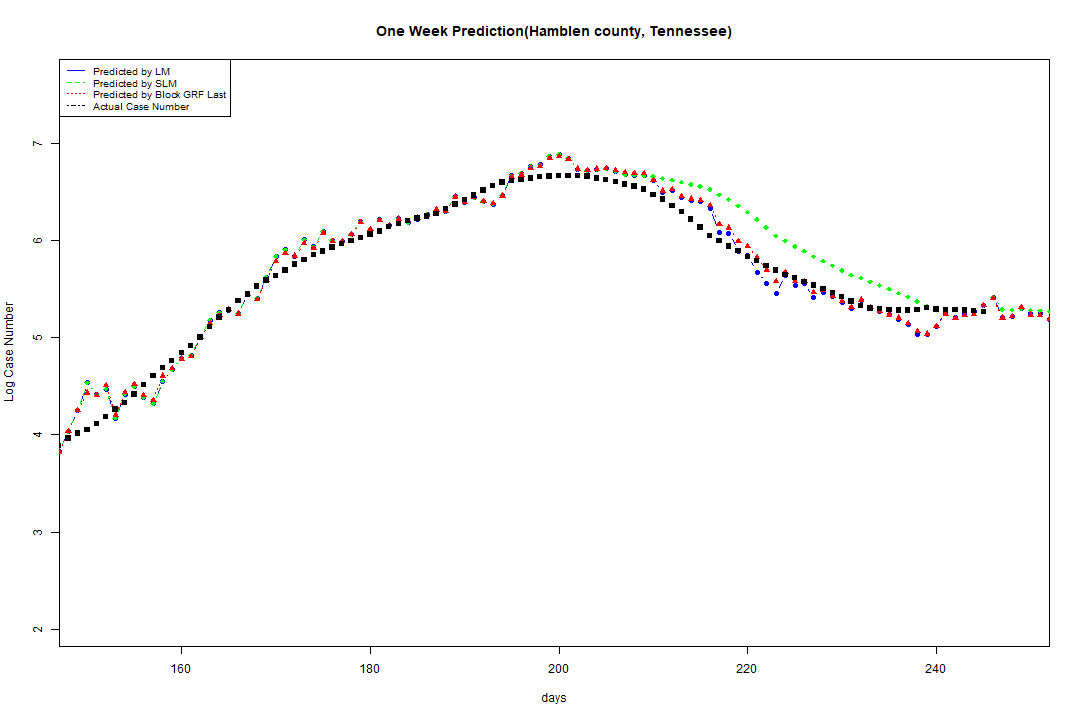 One Week Prediction(Hamblen county, Tennessee)
Predicted by LM
Predicted by SLM
Predicted by Block GRF Last
Actual Case Number
7
6
5
4
3
2
Log Case Number
160 180 200 220 240
days